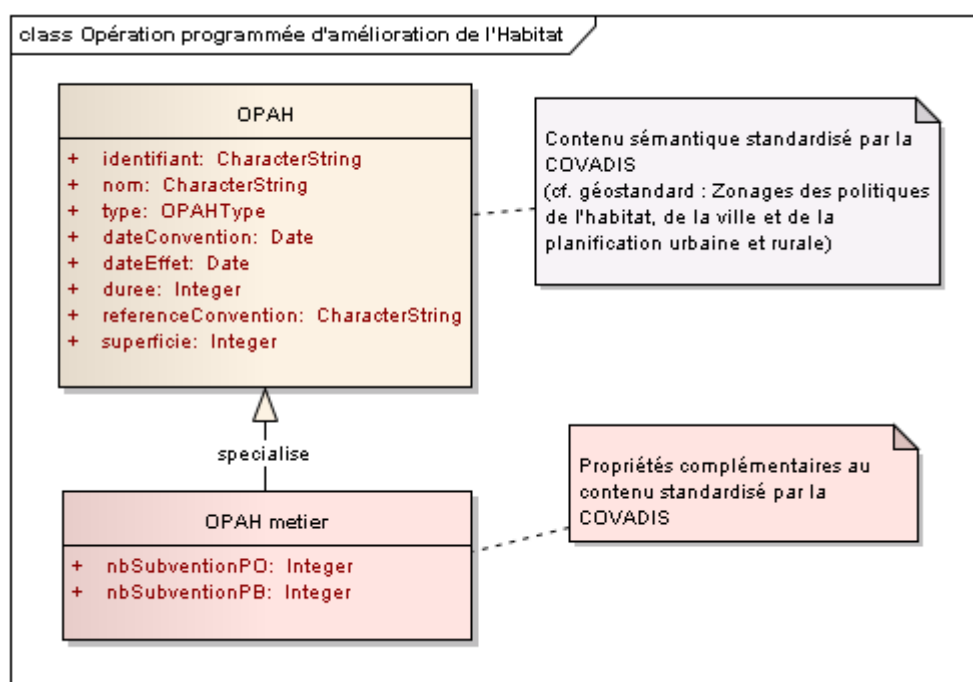 class Opération programmée d'amélioration de l'Habitat
OPAH
+ identifiant: CharacterString
+ nom: CharacterString
+ type: OPAHType
+ dateConvention: Date
+ dateEffet: Date
+ duree: Integer
+ referenceConvention: CharacterString
+ superficie: Integer
Contenu sémantique standardisé par la
COVADIS
(cf. géostandard : Zonages des politiques
de l'habitat, de la ville et de la
planification urbaine et rurale)
specialise
OPAH metier
+ nbSubventionPO: Integer
+ nbSubventionPB: Integer
Propriétés complémentaires au
contenu standardisé par la
COVADIS